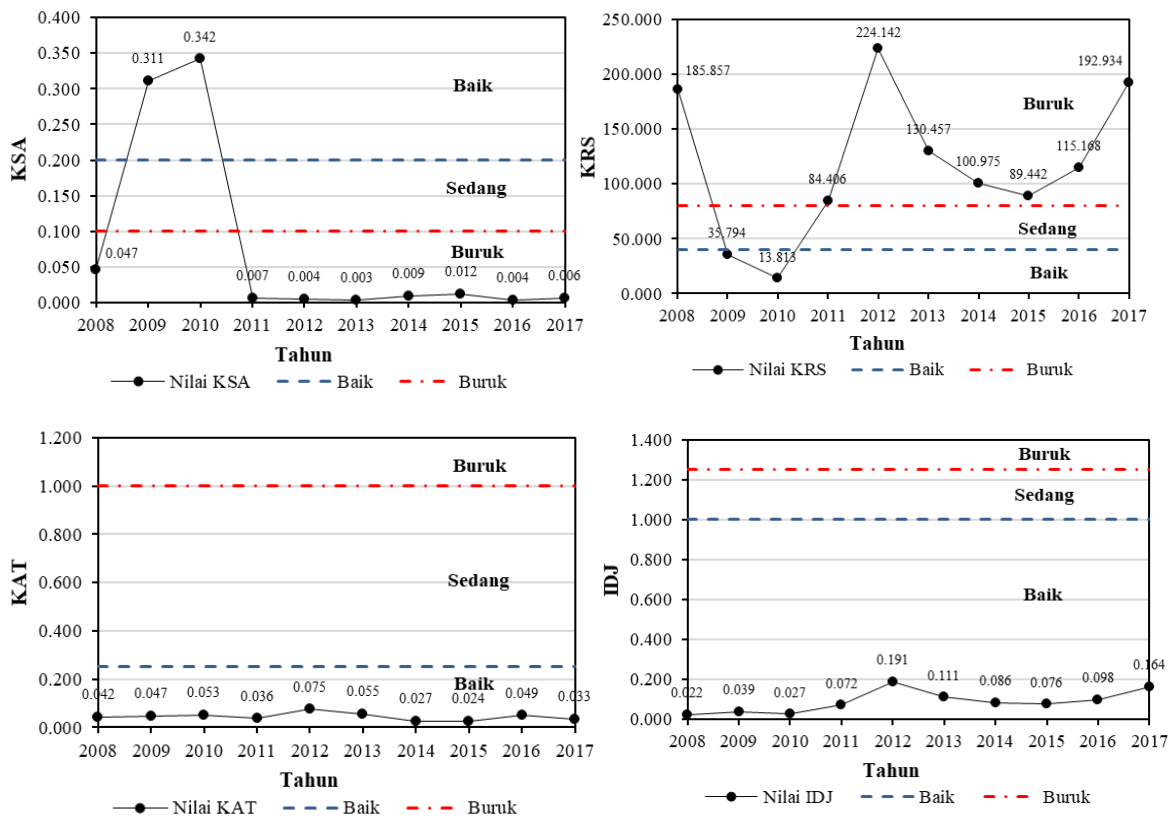 KSA
0.400
0.350
0.300
0.250
0.200
0.150
0.100
0.050
0.000
0.047
0.311
0.342
0.007
0.004
0.003
0.009
0.012
0.004
0.006
Baik
Sedang
Buruk
2008 2009 2010 2011 2012 2013 2014 2015 2016 2017
Tahun
Nilai KSA Baik Buruk
KRS
250.000
200.000
150.000
100.000
50.000
0.000
185.857
35.794
13.813
84.406
224.142
130.457
100.975
89.442
115.168
192.934
Buruk
Sedang
Baik
2008 2009 2010 2011 2012 2013 2014 2015 2016 2017
Tahun
Nilai KRS Baik Buruk
KAT
1.200
1.000
0.800
0.600
0.400
0.200
0.000
Buruk
Sedang
Baik
0.042
0.047
0.053
0.036
0.075
0.055
0.027
0.024
0.049
0.033
2008 2009 2010 2011 2012 2013 2014 2015 2016 2017
Tahun
Nilai KAT Baik Buruk
IDJ
1.400
1.200
1.000
0.800
0.600
0.400
0.200
0.000
Buruk
Sedang
Baik
0.022
0.039
0.027
0.072
0.191
0.111
0.086
0.076
0.098
0.164
2008 2009 2010 2011 2012 2013 2014 2015 2016 2017
Tahun
Nilai IDJ Baik Buruk